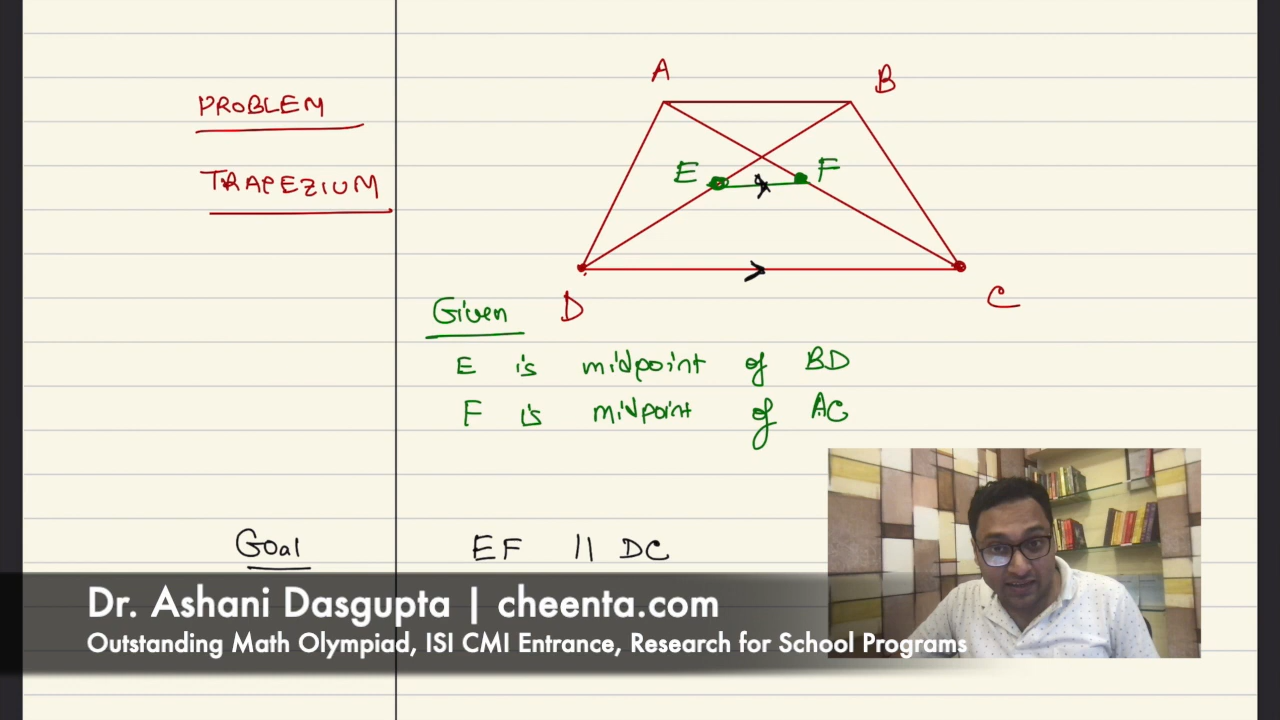 PROBLEM
TRAPEZIUM
A
B
E
F
D
C
Given
E is midpoint of BD
F is midpoint of AC
Goal
EF || DC
Dr. Ashani Dasgupta | cheenta.com
Outstanding Math Olympiad, ISI CMI Entrance, Research for School Programs